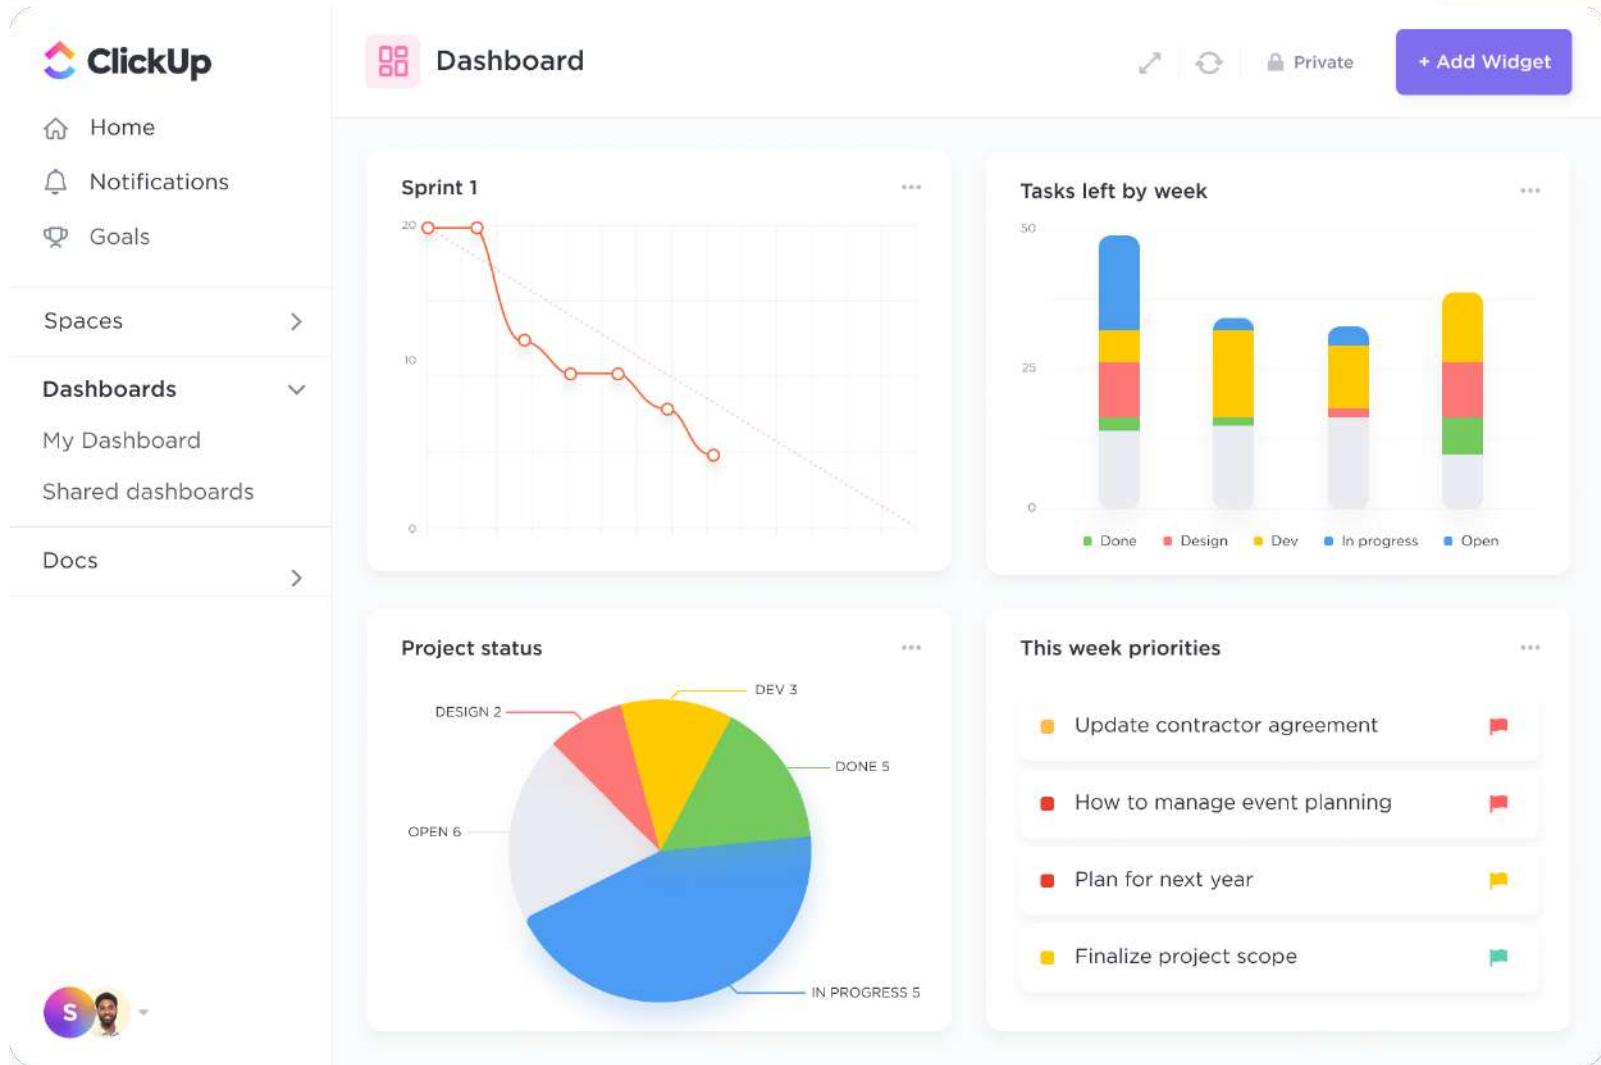 ClickUp
Home
Notifications
Goals
Spaces
Dashboards
My Dashboard
Shared dashboards
Docs
S
Dashboard
Private
+ Add Widget
Sprint 1
20
10
0
Tasks left by week
50
25
0
Done Design Dev In progress Open
Project status
DEV 3
DESIGN 2
DONE 5
OPEN 6
IN PROGRESS 5
This week priorities
Update contractor agreement
How to manage event planning
Plan for next year
Finalize project scope